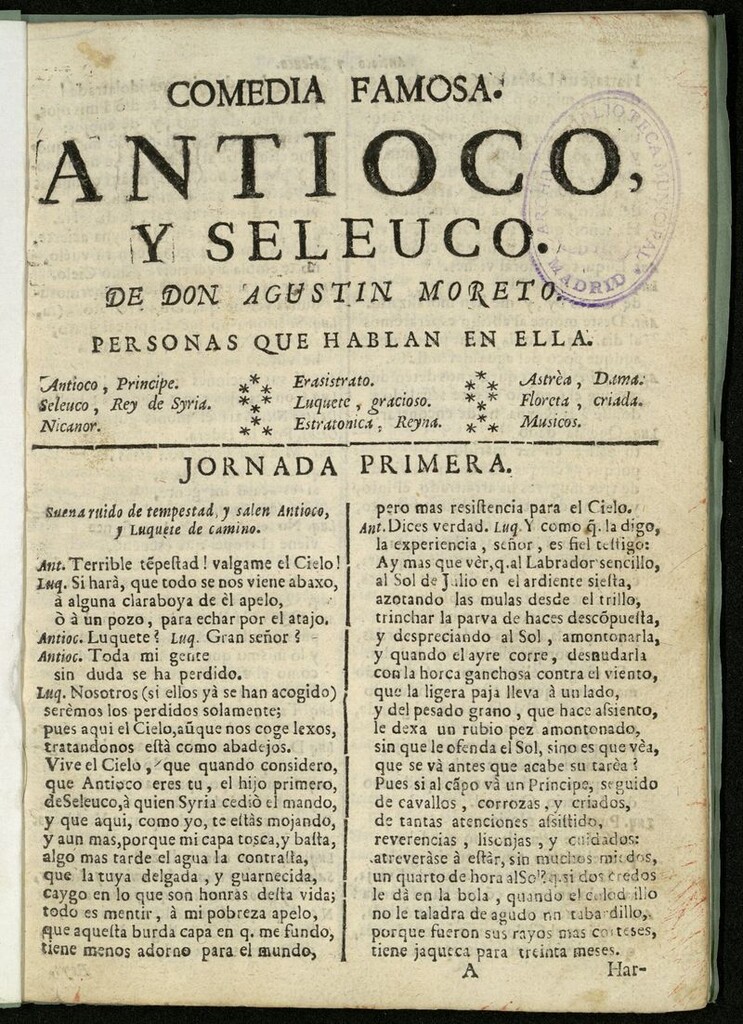 COMEDIA FAMOSA.
ANTIOCO,
Y SELEUCO.
DE DON AGUSTIN MORETO.
BIBLIOTECA MUNICIPAL
MADRID
PERSONAS QUE HABLAN EN ELLA.
Antioco, Principe.
Seleuco, Rey de Syria.
Nicanor.
Erasistrato.
Luquete, gracioso.
Estratonica, Reyna.
Astrèa, Dama.
Floreta, criada.
Musicos.
JORNADA PRIMERA.
Suena ruido de tempestad, y salen Antioco,
y Luquete de camino.
Ant. Terrible tēpeſtad! valgame el Cielo!
Luq. Si harà, que todo se nos viene abaxo,
à alguna claraboya de èl apelo,
ò à un pozo, para echar por el atajo.
Antioc. Luquete? Luq. Gran señor?
Antioc. Toda mi gente
sin duda se ha perdido.
Luq. Nosotros (si ellos yà se han acogido)
serèmos los perdidos solamente;
pues aqui el Cielo, aūque nos coge lexos,
tratandonos eſtà como abadejos.
Vive el Cielo, que quando considero,
que Antioco eres tu, el hijo primero,
de Seleuco, à quien Syria cediò el mando,
y que aqui, como yo, te eſtàs mojando,
y aun mas, porque mi capa tosca, y baſta,
algo mas tarde el agua la contraſta,
que la tuya delgada, y guarnecida,
caygo en lo que son honras deſta vida;
todo es mentir, à mi pobreza apelo,
que aqueſta burda capa en q. me fundo,
tiene menos adorno para el mundo,
pero mas resiſtencia para el Cielo.
Ant. Dices verdad. Luq. Y como q̄. la digo,
la experiencia, señor, es fiel teſtigo:
Ay mas que vèr, q. al Labrador sencillo,
al Sol de Julio en el ardiente sieſta,
azotando las mulas desde el trillo,
trinchar la parva de haces descōpueſta,
y despreciando al Sol, amontonarla,
y quando el ayre corre, desnudarla
con la horca ganchosa contra el viento,
que la ligera paja lleva à un lado,
y del pesado grano, que hace aſsiento,
le dexa un rubio pez amontonado,
sin que le ofenda el Sol, sino es que vèa,
que se và antes que acabe su tarèa?
Pues si al cāpo và un Principe, seguido
de cavallos, corrozas, y criados,
de tantas atenciones aſsiſtido,
reverencias, lisonjas, y cuidados:
atreveràse à eſtàr, sin muchos miedos,
un quarto de hora al Sol? q. si dos credos
le dà en la bola, quando el colodrillo
no le taladra de agudo un tabardillo,
porque fueron sus rayos mas corteses,
tiene jaqueca para treinta meses.
A Har-